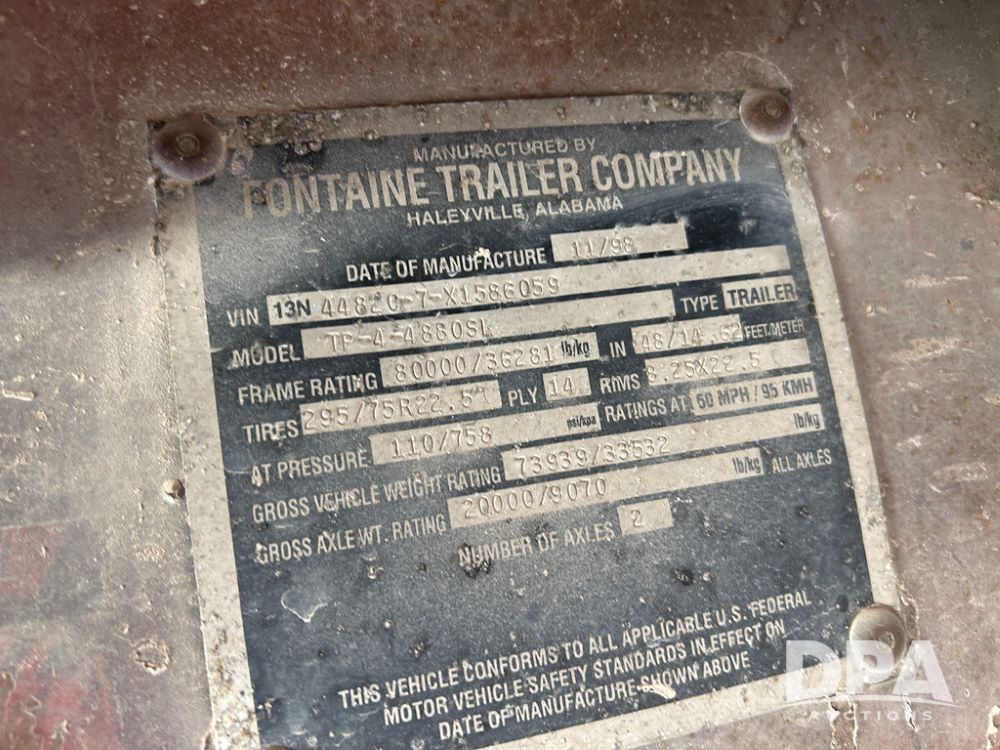 MANUFACTURED BY
FONTAINE TRAILER COMPANY
HALEYVILLE, ALABAMA
DATE OF MANUFACTURE 11/98
VIN 13N 4482C-7-X1586059
MODEL TP-4-4880SL TYPE TRAILER
FRAME RATING 80000/36281 lb/kg IN 48/14.62 FEET/METER
TIRES 295/75R22.5 PLY 14 RIMS 8.25X22.5
AT PRESSURE 110/758 psi/kpa RATINGS AT 60 MPH / 95 KMH
GROSS VEHICLE WEIGHT RATING 73939/33532 lb/kg
GROSS AXLE WT. RATING 20000/9070 lb/kg ALL AXLES
NUMBER OF AXLES 2
THIS VEHICLE CONFORMS TO ALL APPLICABLE U.S. FEDERAL
MOTOR VEHICLE SAFETY STANDARDS IN EFFECT ON
DATE OF MANUFACTURE SHOWN ABOVE
DPA
AUCTIONS